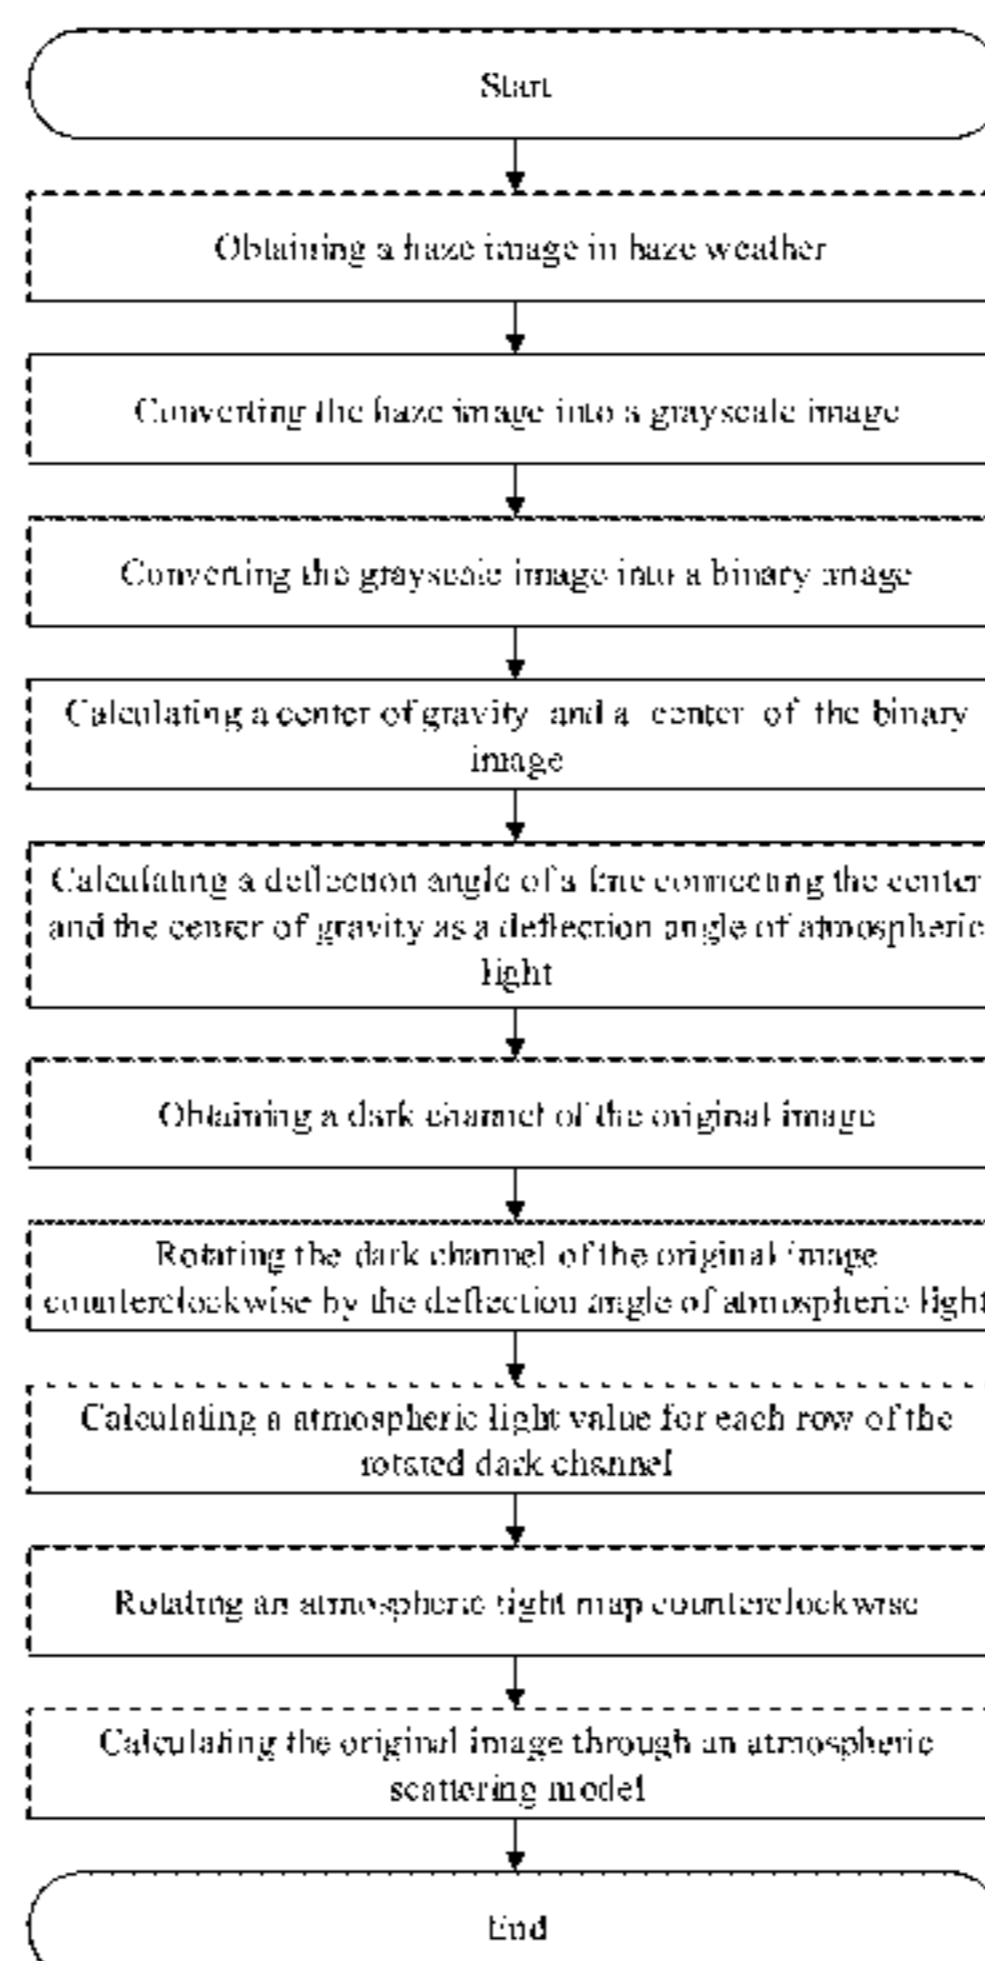 Start
Obtaining a haze image in haze weather
Converting the haze image into a grayscale image
Converting the grayscale image into a binary image
Calculating a center of gravity and a center of the binary
image
Calculating a deflection angle of a line connecting the center
and the center of gravity as a deflection angle of atmospheric
light
Obtaining a dark channel of the original image
Rotating the dark channel of the original image
counterclockwise by the deflection angle of atmospheric light
Calculating a atmospheric light value for each row of the
rotated dark channel
Rotating an atmospheric light map counterclockwise
Calculating the original image through an atmospheric
scattering model
End